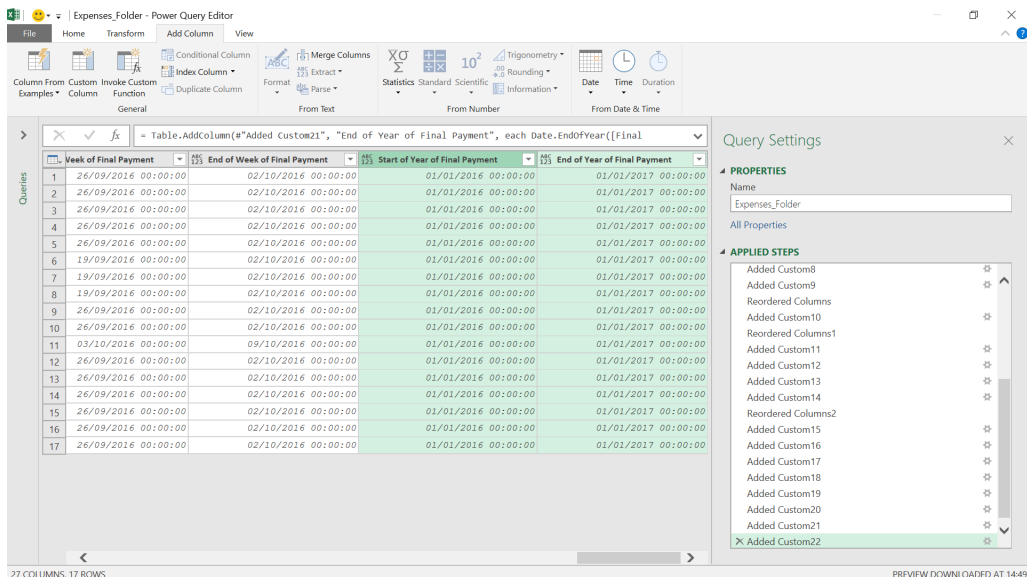 Expenses_Folder - Power Query Editor
File Home Transform Add Column View
Column From Examples
Custom Column
Invoke Custom Function
Conditional Column
Index Column
Duplicate Column
General
ABC
Format
Merge Columns
ABC 123 Extract
abc Parse
From Text
XΣσ
Statistics
Standard
10²
Scientific
Trigonometry
.00 Rounding
Information
From Number
Date
Time
Duration
From Date & Time
fx = Table.AddColumn(#"Added Custom21", "End of Year of Final Payment", each Date.EndOfYear([Final
Week of Final Payment ABC 123 End of Week of Final Payment ABC 123 Start of Year of Final Payment ABC 123 End of Year of Final Payment
1 26/09/2016 00:00:00 02/10/2016 00:00:00 01/01/2016 00:00:00 01/01/2017 00:00:00
2 26/09/2016 00:00:00 02/10/2016 00:00:00 01/01/2016 00:00:00 01/01/2017 00:00:00
3 26/09/2016 00:00:00 02/10/2016 00:00:00 01/01/2016 00:00:00 01/01/2017 00:00:00
4 26/09/2016 00:00:00 02/10/2016 00:00:00 01/01/2016 00:00:00 01/01/2017 00:00:00
5 26/09/2016 00:00:00 02/10/2016 00:00:00 01/01/2016 00:00:00 01/01/2017 00:00:00
6 19/09/2016 00:00:00 02/10/2016 00:00:00 01/01/2016 00:00:00 01/01/2017 00:00:00
7 19/09/2016 00:00:00 02/10/2016 00:00:00 01/01/2016 00:00:00 01/01/2017 00:00:00
8 19/09/2016 00:00:00 02/10/2016 00:00:00 01/01/2016 00:00:00 01/01/2017 00:00:00
9 26/09/2016 00:00:00 02/10/2016 00:00:00 01/01/2016 00:00:00 01/01/2017 00:00:00
10 26/09/2016 00:00:00 02/10/2016 00:00:00 01/01/2016 00:00:00 01/01/2017 00:00:00
11 03/10/2016 00:00:00 09/10/2016 00:00:00 01/01/2016 00:00:00 01/01/2017 00:00:00
12 26/09/2016 00:00:00 02/10/2016 00:00:00 01/01/2016 00:00:00 01/01/2017 00:00:00
13 26/09/2016 00:00:00 02/10/2016 00:00:00 01/01/2016 00:00:00 01/01/2017 00:00:00
14 26/09/2016 00:00:00 02/10/2016 00:00:00 01/01/2016 00:00:00 01/01/2017 00:00:00
15 26/09/2016 00:00:00 02/10/2016 00:00:00 01/01/2016 00:00:00 01/01/2017 00:00:00
16 26/09/2016 00:00:00 02/10/2016 00:00:00 01/01/2016 00:00:00 01/01/2017 00:00:00
17 26/09/2016 00:00:00 02/10/2016 00:00:00 01/01/2016 00:00:00 01/01/2017 00:00:00
Queries
Query Settings
PROPERTIES
Name
Expenses_Folder
All Properties
APPLIED STEPS
Added Custom8
Added Custom9
Reordered Columns
Added Custom10
Reordered Columns1
Added Custom11
Added Custom12
Added Custom13
Added Custom14
Reordered Columns2
Added Custom15
Added Custom16
Added Custom17
Added Custom18
Added Custom19
Added Custom20
Added Custom21
Added Custom22
27 COLUMNS, 17 ROWS
PREVIEW DOWNLOADED AT 14:49